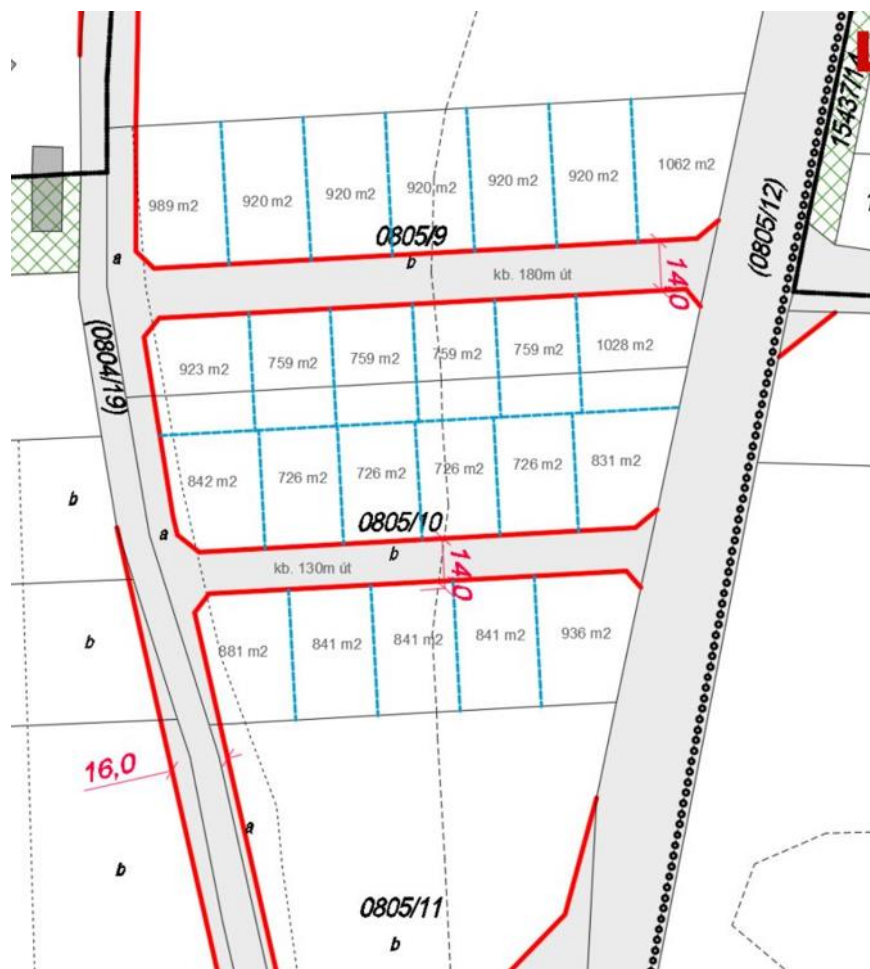 15437/14
1062 m2
920 m2
920 m2
920 m2
920 m2
920 m2
989 m2
(0805/12)
0805/9
b
a
kb. 180m út
14,0
(0804/19)
923 m2
759 m2
759 m2
759 m2
759 m2
1028 m2
842 m2
726 m2
726 m2
726 m2
726 m2
831 m2
b
0805/10
a
b
kb. 130m út
14,0
b
881 m2
841 m2
841 m2
841 m2
936 m2
16,0
a
b
0805/11
b